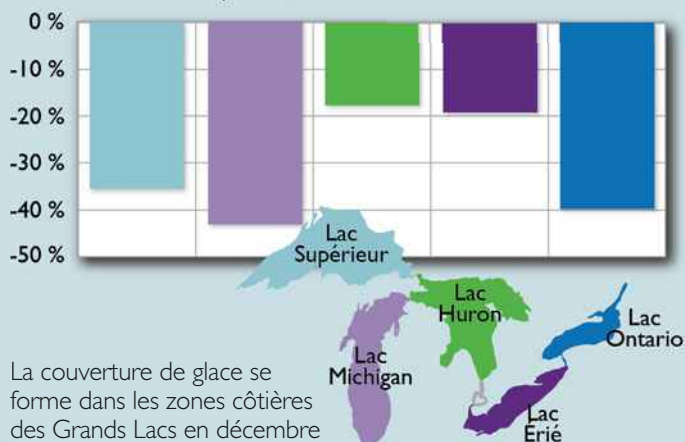 0 %
-10 %
-20 %
-30 %
-40 %
-50 %
Lac
Supérieur
Lac
Huron
Lac
Ontario
Lac
Michigan
Lac
Érié
La couverture de glace se
forme dans les zones côtières
des Grands Lacs en décembre